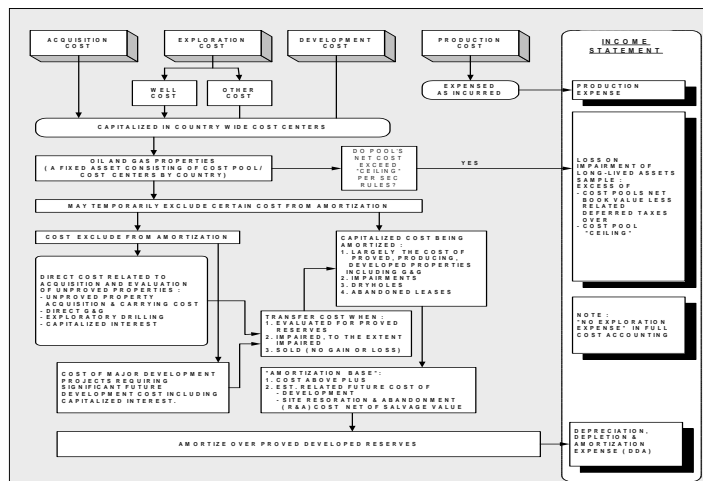 ACQUISITION
COST
EXPLORATION
COST
DEVELOPMENT
COST
PRODUCTION
COST
INCOME
STATEMENT
WELL
COST
OTHER
COST
EXPENSED
AS INCURRED
PRODUCTION
EXPENSE
CAPITALIZED IN COUNTRY WIDE COST CENTERS
OIL AND GAS PROPERTIES
(A FIXED ASSET CONSISTING OF COST POOL/
COST CENTERS BY COUNTRY)
DO POOL'S
NET COST
EXCEED
"CEILING"
PER SEC
RULES?
YES
LOSS ON
IMPAIRMENT OF
LONG-LIVED ASSETS
SAMPLE :
EXCESS OF
- COST POOLS NET
BOOK VALUE LESS
RELATED
DEFERRED TAXES
OVER
- COST POOL
"CEILING"
MAY TEMPORARILY EXCLUDE CERTAIN COST FROM AMORTIZATION
COST EXCLUDE FROM AMORTIZATION
CAPITALIZED COST BEING
AMORTIZED :
1. LARGELY THE COST OF
PROVED, PRODUCING,
DEVELOPED PROPERTIES
INCLUDING G&G
2. IMPAIRMENTS
3. DRYHOLES
4. ABANDONED LEASES
DIRECT COST RELATED TO
ACQUISITION AND EVALUATION
OF UNPROVED PROPERTIES :
- UNPROVED PROPERTY
ACQUISITION & CARRYING COST
- DIRECT G&G
- EXPLORATORY DRILLING
- CAPITALIZED INTEREST
TRANSFER COST WHEN :
1. EVALUATED FOR PROVED
RESERVES
2. IMPAIRED, TO THE EXTENT
IMPAIRED
3. SOLD (NO GAIN OR LOSS)
NOTE :
"NO EXPLORATION
EXPENSE" IN FULL
COST ACCOUNTING
COST OF MAJOR DEVELOPMENT
PROJECTS REQUIRING
SIGNIFICANT FUTURE
DEVELOPMENT COST INCLUDING
CAPITALIZED INTEREST.
"AMORTIZATION BASE":
1. COST ABOVE PLUS
2. EST. RELATED FUTURE COST OF
- DEVELOPMENT
- SITE RESORATION & ABANDONMENT
(R&A) COST NET OF SALVAGE VALUE
AMORTIZE OVER PROVED DEVELOPED RESERVES
DEPRECIATION,
DEPLETION &
AMORTIZATION
EXPENSE (DDA)